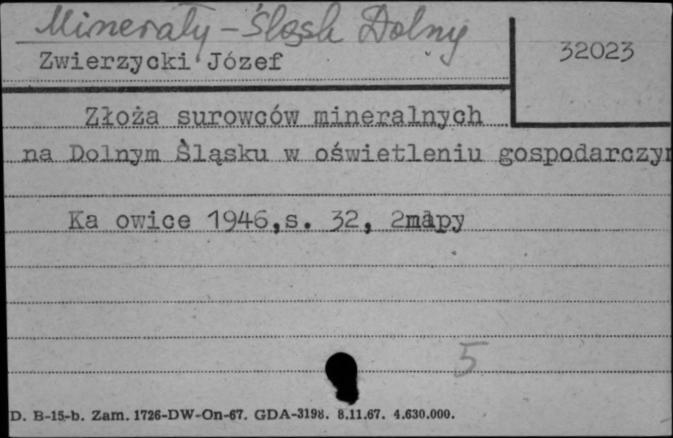 Minerały - Śląsk Dolny
Zwierzycki Józef
32023
Złoża surowców mineralnych
na Dolnym Śląsku w oświetleniu gospodarczy
Ka owice 1946,s. 32, 2mapy
5
D. B-15-b. Zam. 1726-DW-On-67. GDA-3198. 8.11.67. 4.630.000.